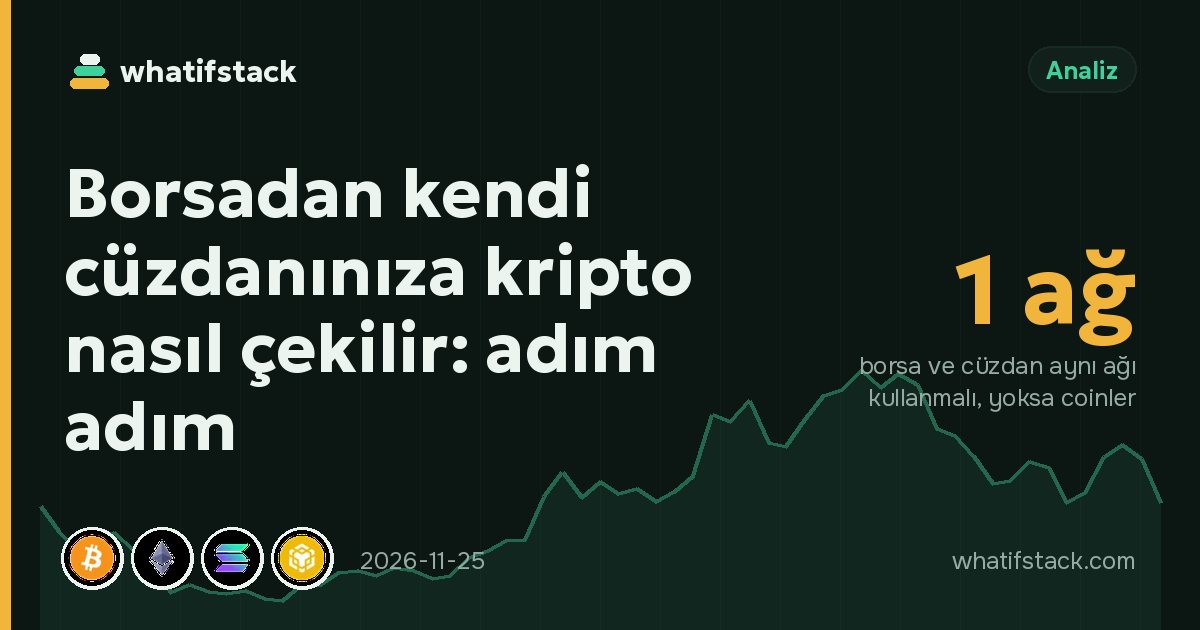 whatifstack
Analiz
Borsadan kendi
cüzdanınıza kripto
nasıl çekilir: adım
adım
1 ağ
borsa ve cüzdan aynı ağı
kullanmalı, yoksa coinler
2026-11-25
whatifstack.com